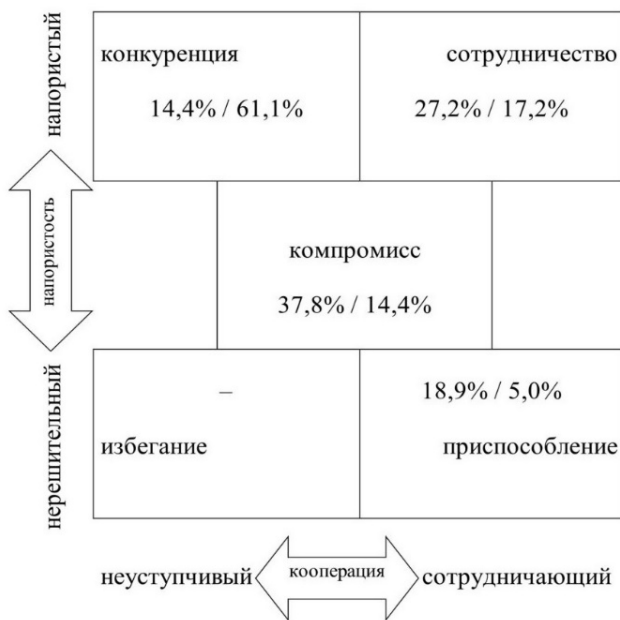 напористый
конкуренция
сотрудничество
14,4% / 61,1%
27,2% / 17,2%
напористость
компромисс
37,8% / 14,4%
нерешительный
–
18,9% / 5,0%
избегание
приспособление
неуступчивый
кооперация
сотрудничающий